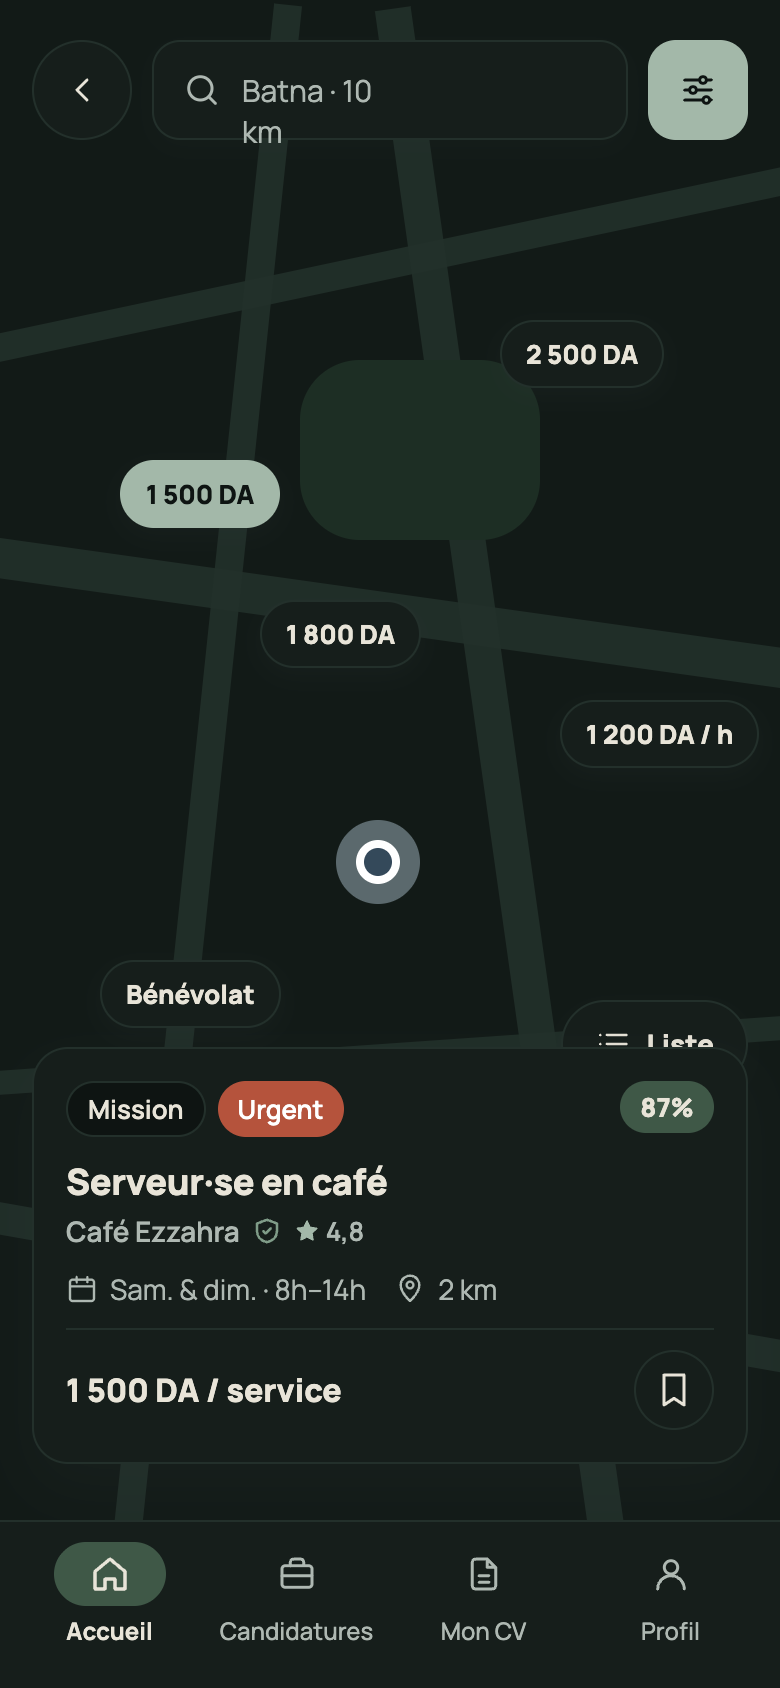 Batna · 10
km
2 500 DA
1 500 DA
1 800 DA
1 200 DA / h
Bénévolat
Liste
Mission
Urgent
87%
Serveur·se en café
Café Ezzahra
4,8
Sam. & dim. · 8h–14h
2 km
1 500 DA / service
Accueil
Candidatures
Mon CV
Profil